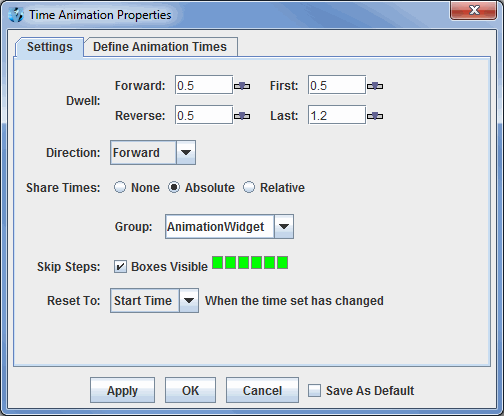 Time Animation Properties
Settings Define Animation Times
Dwell: Forward: 0.5 First: 0.5
Reverse: 0.5 Last: 1.2
Direction: Forward
Share Times: None Absolute Relative
Group: AnimationWidget
Skip Steps: Boxes Visible
Reset To: Start Time When the time set has changed
Apply OK Cancel Save As Default